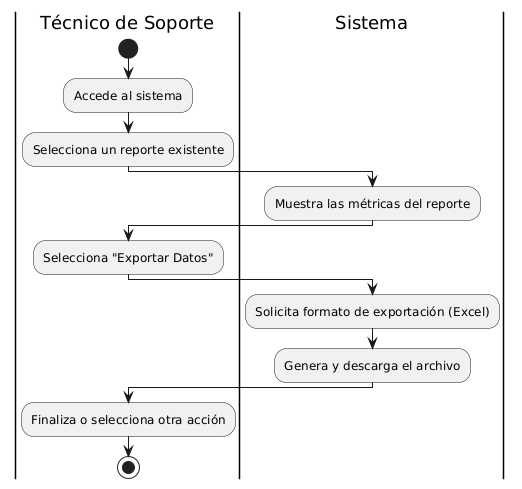 Técnico de Soporte
Sistema
Accede al sistema
Selecciona un reporte existente
Muestra las métricas del reporte
Selecciona "Exportar Datos"
Solicita formato de exportación (Excel)
Genera y descarga el archivo
Finaliza o selecciona otra acción